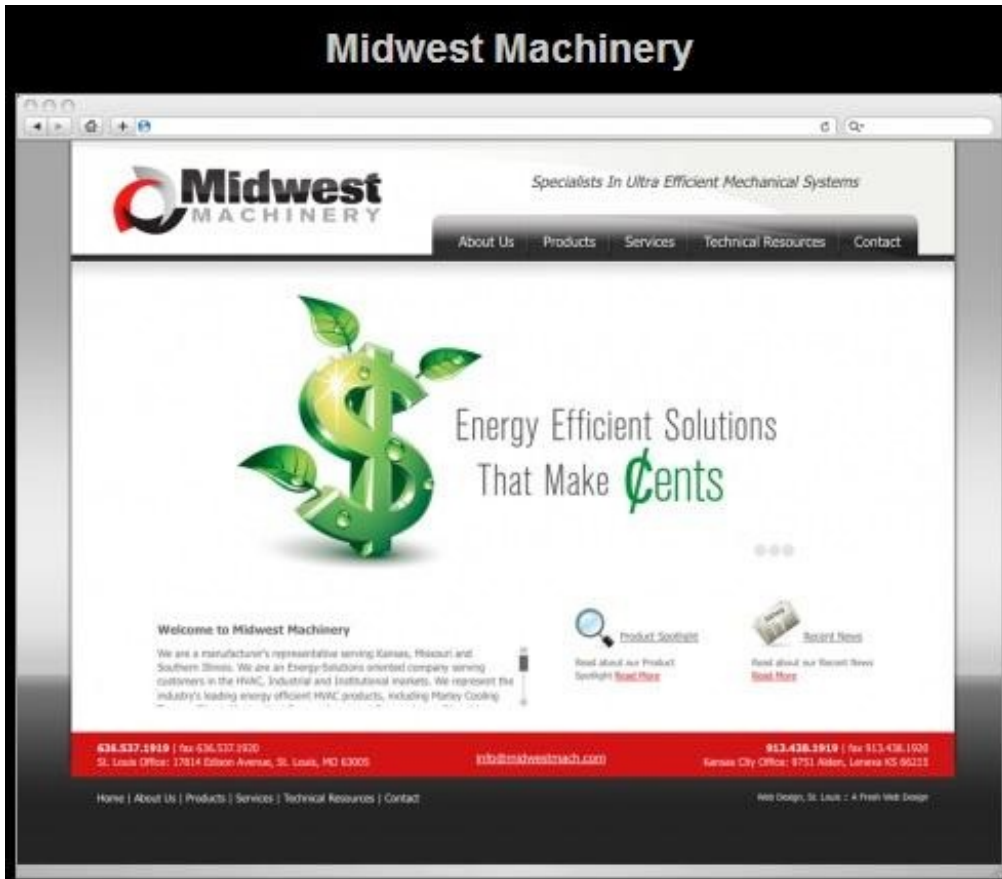 Midwest Machinery
Midwest
MACHINERY
Specialists In Ultra Efficient Mechanical Systems
About Us Products Services Technical Resources Contact
Energy Efficient Solutions
That Make ¢ents
Welcome to Midwest Machinery
We are a manufacturer's representative serving Kansas, Missouri and
Southern Illinois. We are an Energy-Solutions oriented company serving
customers in the HVAC, Industrial and Institutional markets. We represent the
industry's leading energy efficient HVAC products, including Marley Cooling
Product Spotlight
Read about our Product
Spotlight Read More
NEWS
Recent News
Read about our Recent News
Read More
636.537.1919 | fax 636.537.1920
St. Louis Office: 17814 Edison Avenue, St. Louis, MO 63005
info@midwestmach.com
913.438.1919 | fax 913.438.1920
Kansas City Office: 9751 Alden, Lenexa KS 66215
Home | About Us | Products | Services | Technical Resources | Contact
Web Design, St. Louis :: A Fresh Web Design